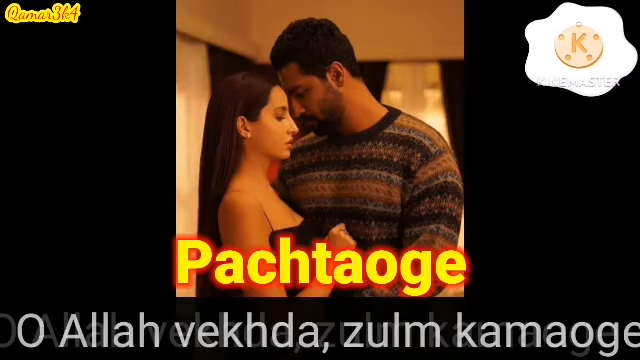 Qamar3k4
K
KINEMASTER
Pachtaoge
O Allah vekhda, zulm kamaoge